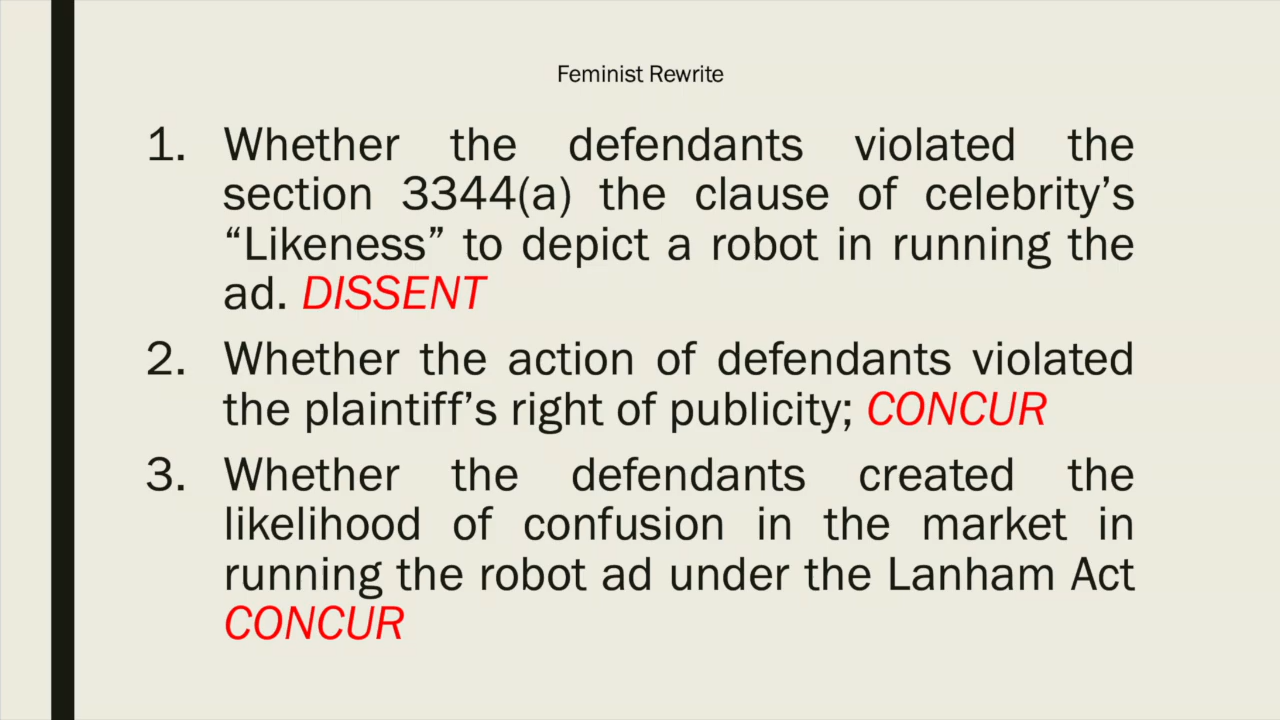 Feminist Rewrite
1. Whether the defendants violated the
section 3344(a) the clause of celebrity’s
“Likeness” to depict a robot in running the
ad. DISSENT
2. Whether the action of defendants violated
the plaintiff’s right of publicity; CONCUR
3. Whether the defendants created the
likelihood of confusion in the market in
running the robot ad under the Lanham Act
CONCUR